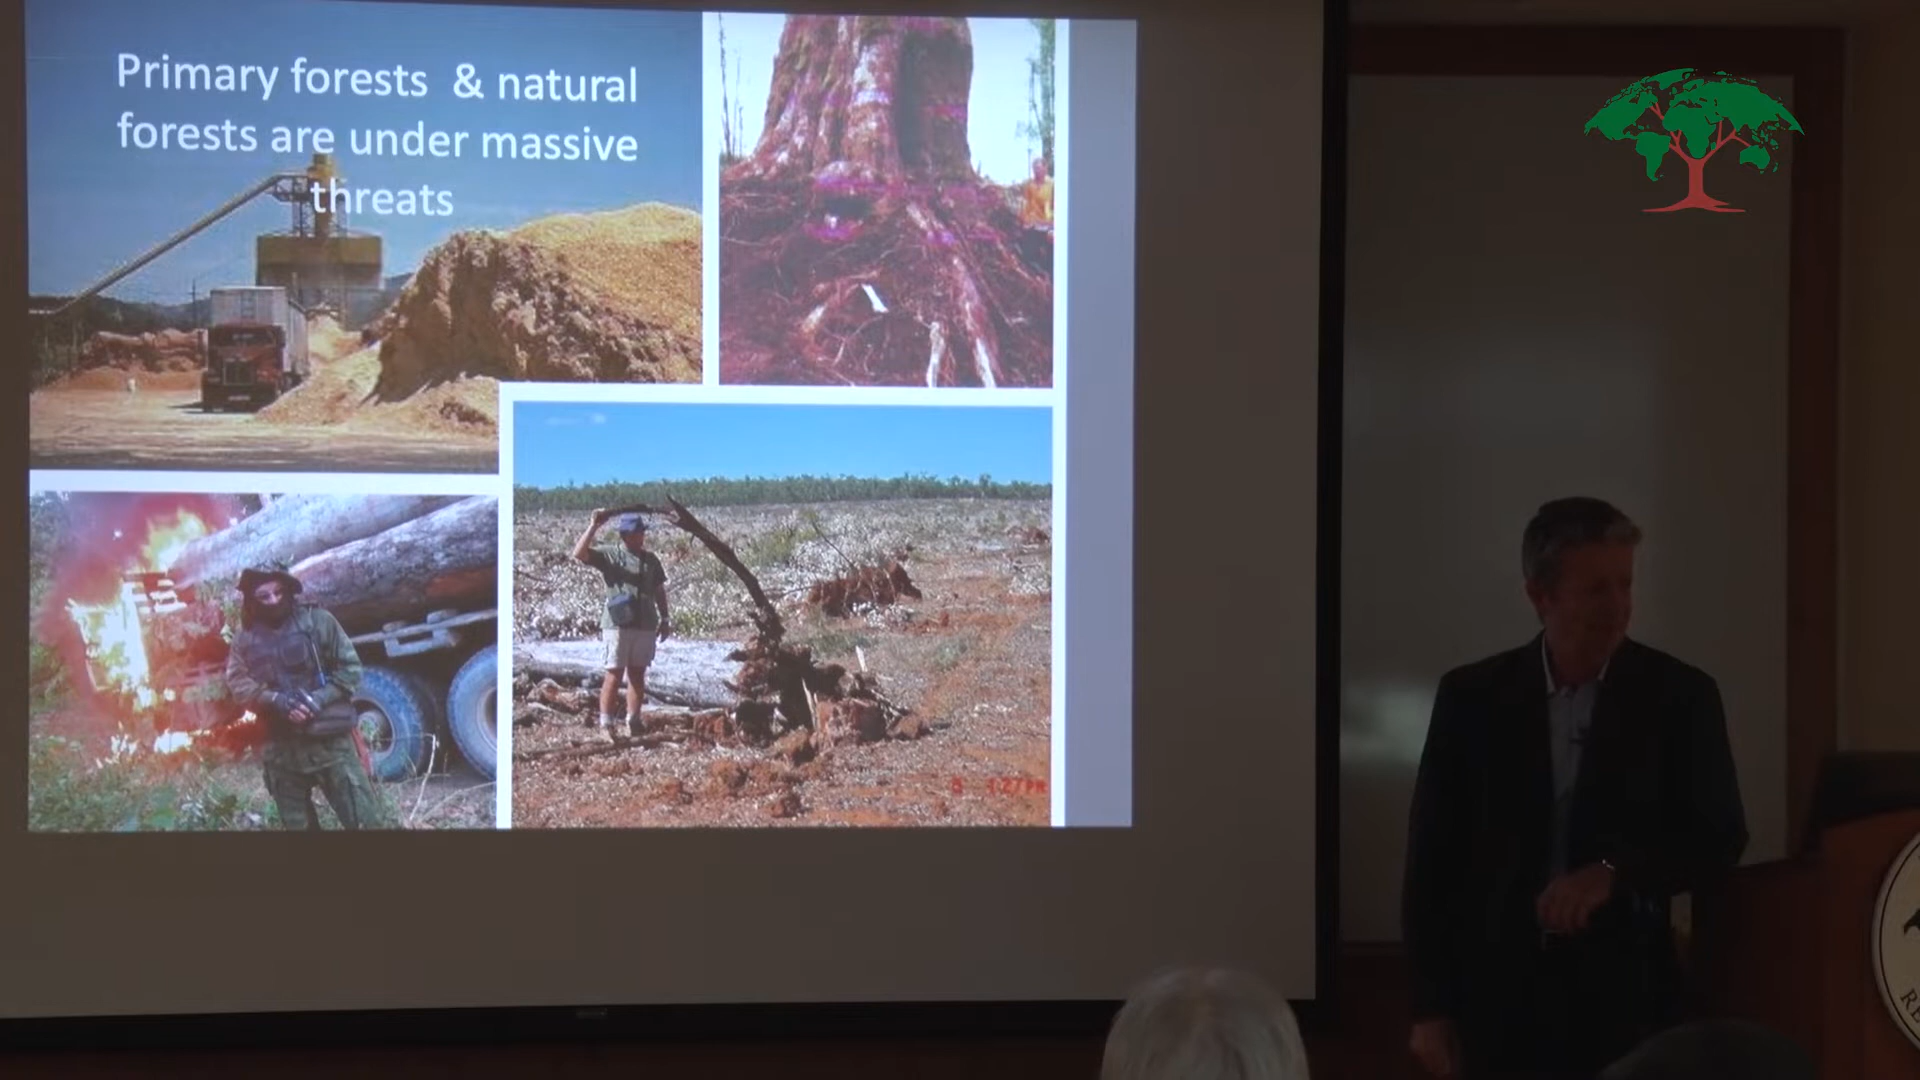 Primary forests & natural
forests are under massive
threats